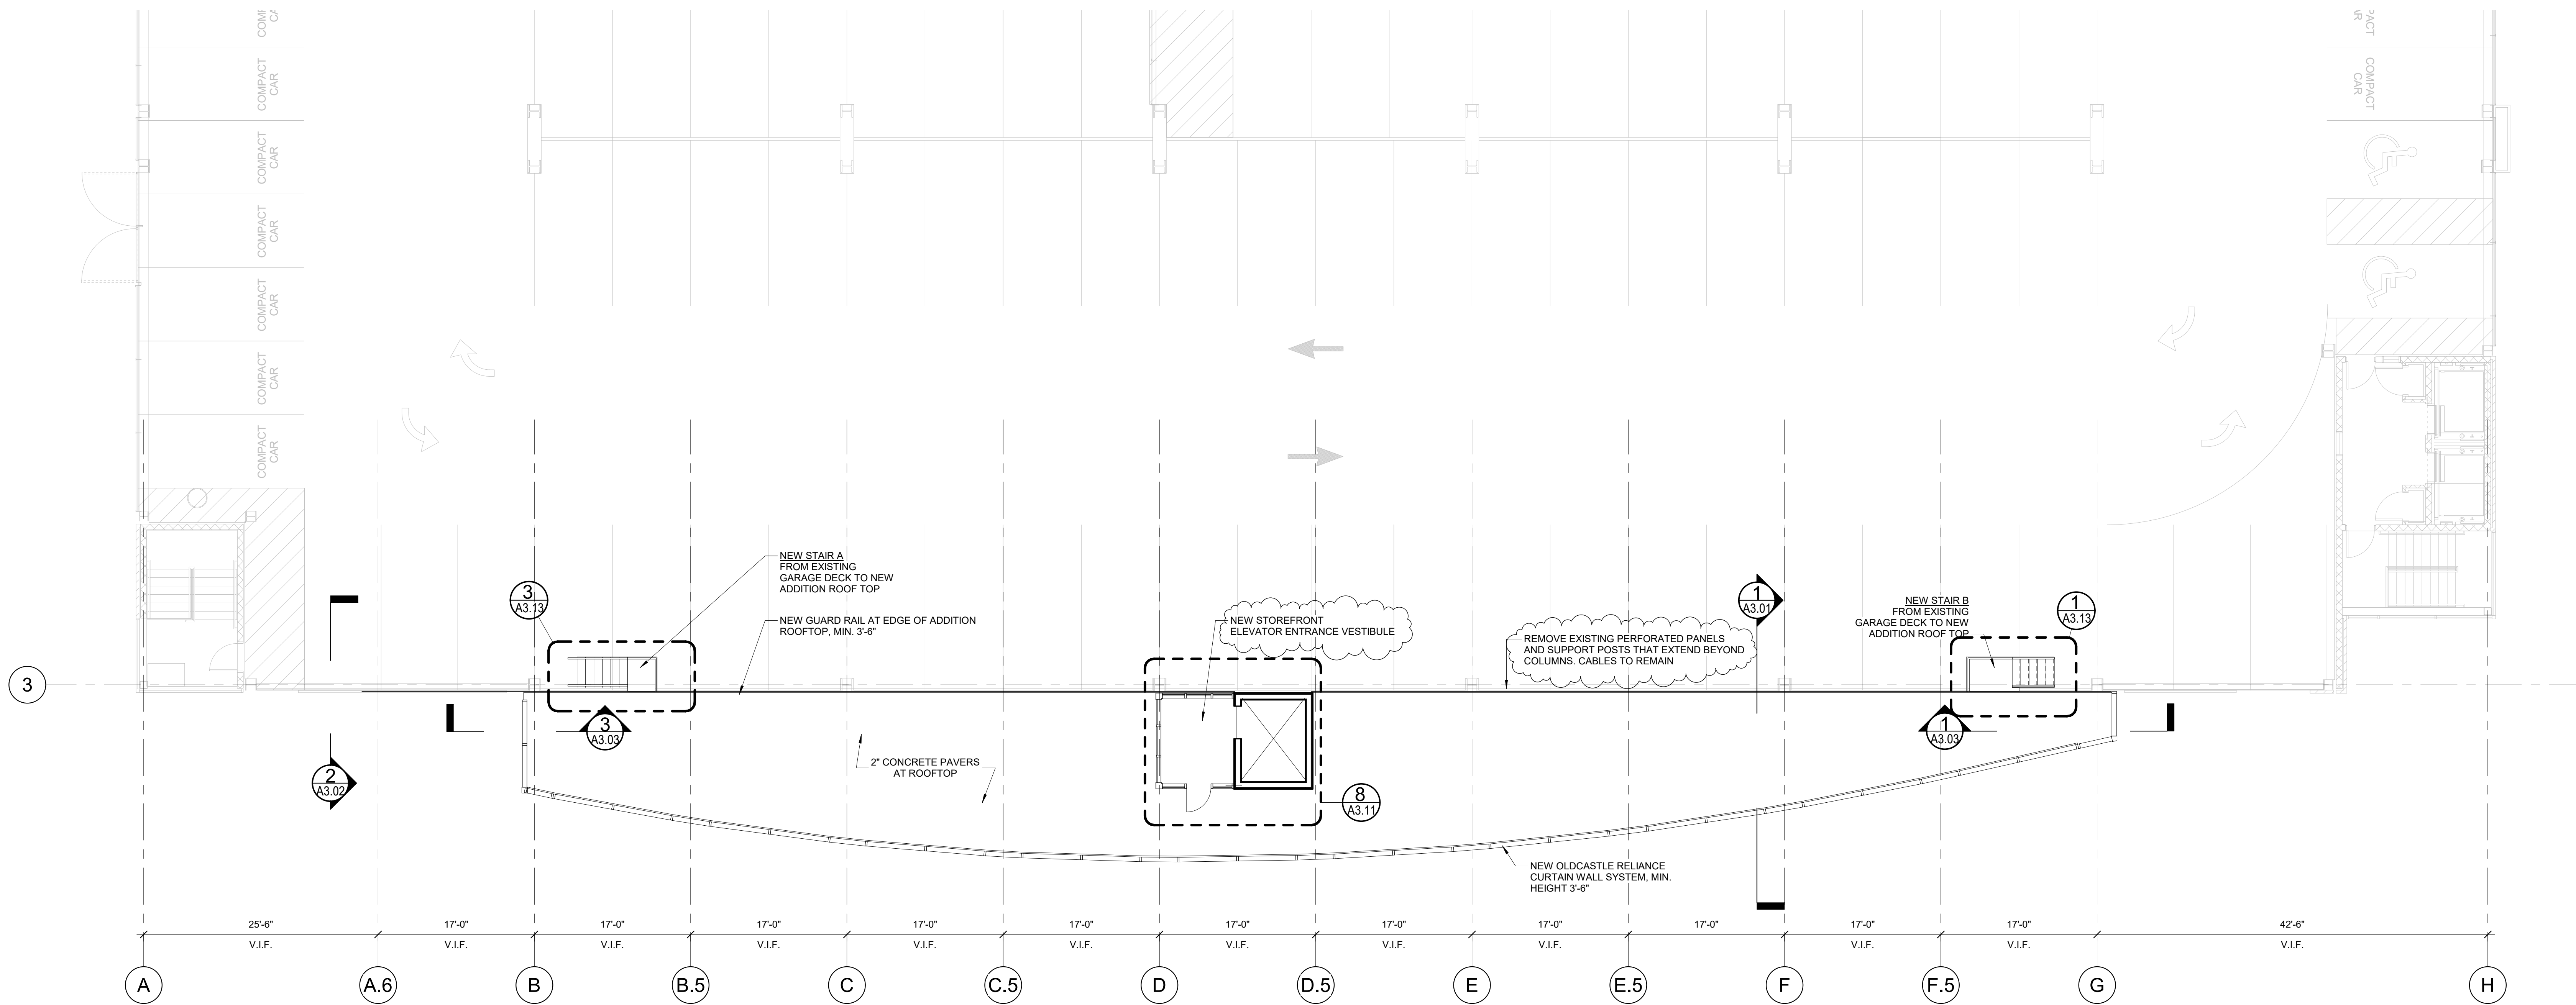 COMPACT
CAR
COMPACT
CAR
COMPACT
CAR
COMPACT
CAR
COMPACT
CAR
COMPACT
CAR
COMPACT
CAR
COMPACT
CAR
NEW STAIR A
FROM EXISTING
GARAGE DECK TO NEW
ADDITION ROOF TOP
NEW GUARD RAIL AT EDGE OF ADDITION
ROOFTOP, MIN. 3'-6"
NEW STOREFRONT
ELEVATOR ENTRANCE VESTIBULE
REMOVE EXISTING PERFORATED PANELS
AND SUPPORT POSTS THAT EXTEND BEYOND
COLUMNS. CABLES TO REMAIN
NEW STAIR B
FROM EXISTING
GARAGE DECK TO NEW
ADDITION ROOF TOP
3
A3.13
1
A3.01
1
A3.13
3
3
A3.03
1
A3.03
2
A3.02
2" CONCRETE PAVERS
AT ROOFTOP
8
A3.11
NEW OLDCASTLE RELIANCE
CURTAIN WALL SYSTEM, MIN.
HEIGHT 3'-6"
25'-6" 17'-0" 17'-0" 17'-0" 17'-0" 17'-0" 17'-0" 17'-0" 17'-0" 17'-0" 17'-0" 17'-0" 42'-6"
V.I.F. V.I.F. V.I.F. V.I.F. V.I.F. V.I.F. V.I.F. V.I.F. V.I.F. V.I.F. V.I.F. V.I.F.
A A.6 B B.5 C C.5 D D.5 E E.5 F F.5 G H